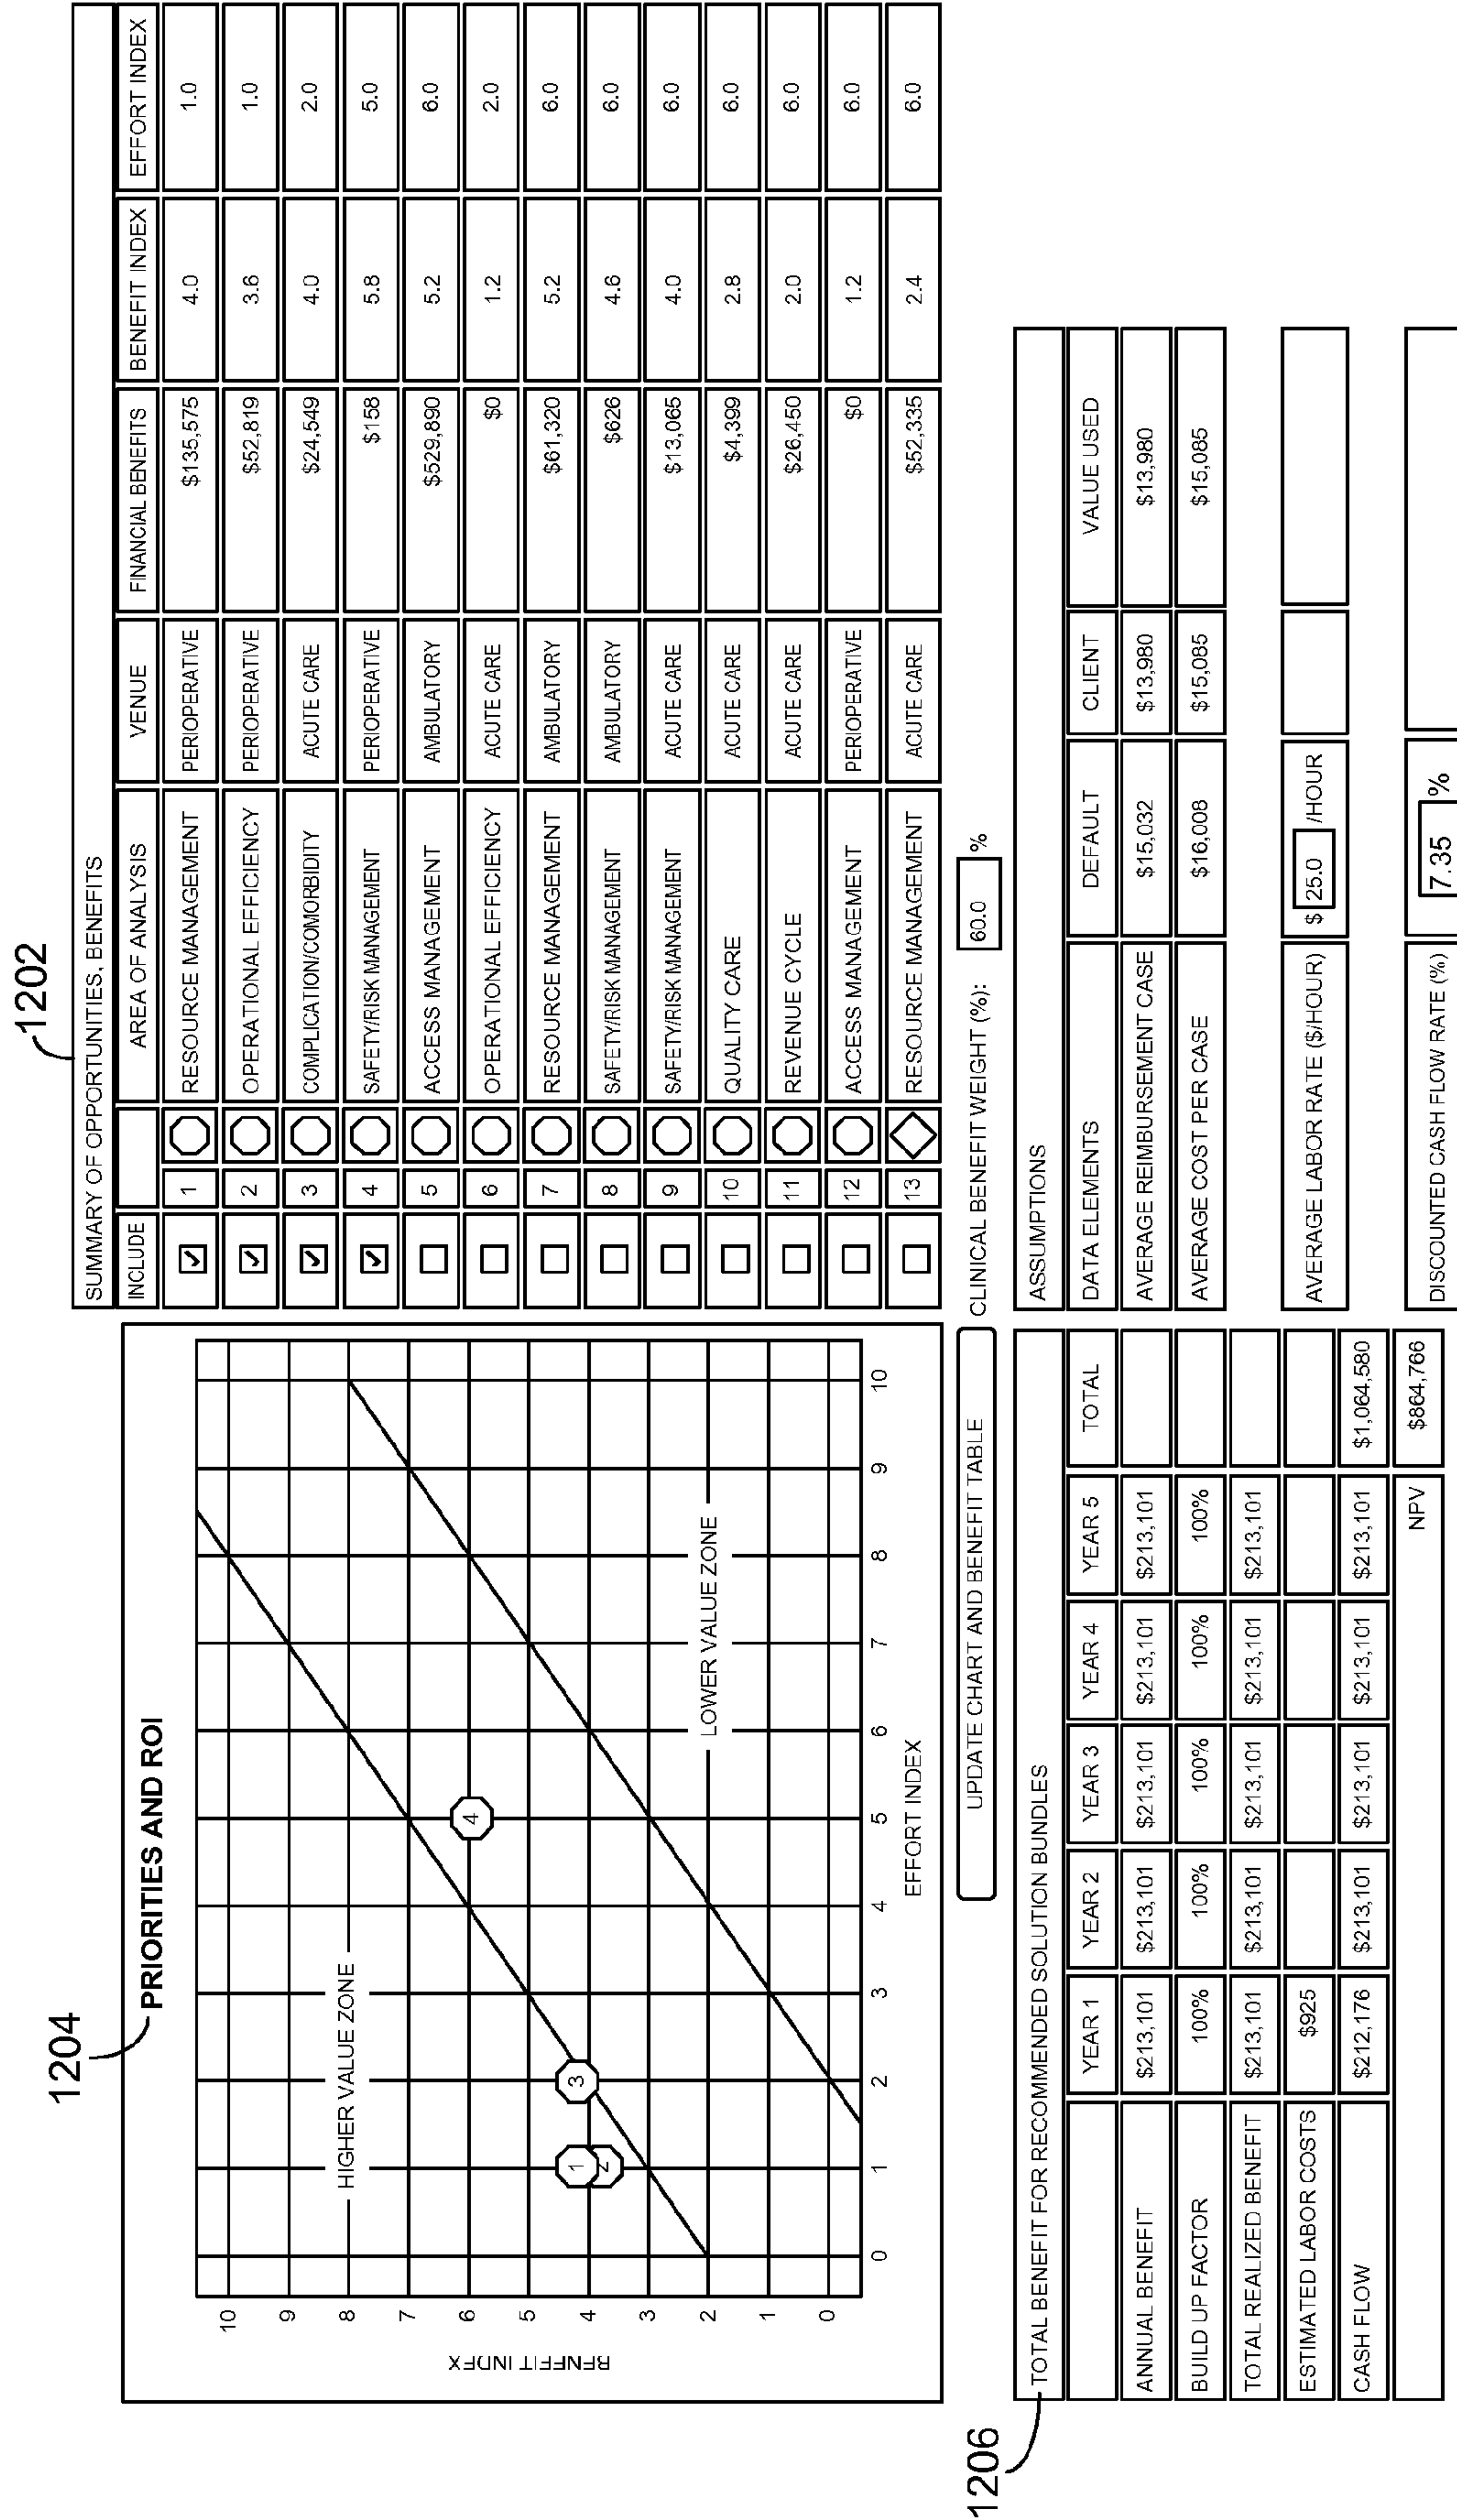 1204
PRIORITIES AND ROI
BENEFIT INDEX
10
9
8
7
6
5
4
3
2
1
0
HIGHER VALUE ZONE
LOWER VALUE ZONE
1
2
3
4
0 1 2 3 4 5 6 7 8 9 10
EFFORT INDEX
UPDATE CHART AND BENEFIT TABLE
1202
SUMMARY OF OPPORTUNITIES, BENEFITS
INCLUDE AREA OF ANALYSIS VENUE FINANCIAL BENEFITS BENEFIT INDEX EFFORT INDEX
1 RESOURCE MANAGEMENT PERIOPERATIVE $135,575 4.0 1.0
2 OPERATIONAL EFFICIENCY PERIOPERATIVE $52,819 3.6 1.0
3 COMPLICATION/COMORBIDITY ACUTE CARE $24,549 4.0 2.0
4 SAFETY/RISK MANAGEMENT PERIOPERATIVE $158 5.8 5.0
5 ACCESS MANAGEMENT AMBULATORY $529,890 5.2 6.0
6 OPERATIONAL EFFICIENCY ACUTE CARE $0 1.2 2.0
7 RESOURCE MANAGEMENT AMBULATORY $61,320 5.2 6.0
8 SAFETY/RISK MANAGEMENT AMBULATORY $626 4.6 6.0
9 SAFETY/RISK MANAGEMENT ACUTE CARE $13,065 4.0 6.0
10 QUALITY CARE ACUTE CARE $4,399 2.8 6.0
11 REVENUE CYCLE ACUTE CARE $26,450 2.0 6.0
12 ACCESS MANAGEMENT PERIOPERATIVE $0 1.2 6.0
13 RESOURCE MANAGEMENT ACUTE CARE $52,335 2.4 6.0
CLINICAL BENEFIT WEIGHT (%): 60.0 %
1206
TOTAL BENEFIT FOR RECOMMENDED SOLUTION BUNDLES
YEAR 1 YEAR 2 YEAR 3 YEAR 4 YEAR 5 TOTAL
ANNUAL BENEFIT $213,101 $213,101 $213,101 $213,101 $213,101
BUILD UP FACTOR 100% 100% 100% 100% 100%
TOTAL REALIZED BENEFIT $213,101 $213,101 $213,101 $213,101 $213,101
ESTIMATED LABOR COSTS $925
CASH FLOW $212,176 $213,101 $213,101 $213,101 $213,101 $1,064,580
NPV $864,766
ASSUMPTIONS
DATA ELEMENTS DEFAULT CLIENT VALUE USED
AVERAGE REIMBURSEMENT CASE $15,032 $13,980 $13,980
AVERAGE COST PER CASE $16,008 $15,085 $15,085
AVERAGE LABOR RATE ($/HOUR) $ 25.0 /HOUR
DISCOUNTED CASH FLOW RATE (%) 7.35 %